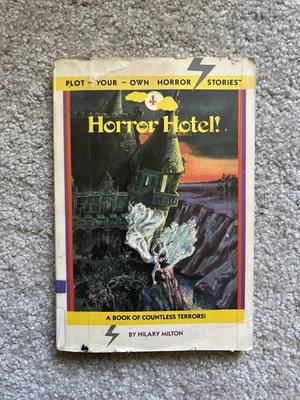 PLOT – YOUR – OWN HORROR STORIES™
4
Horror Hotel!
A BOOK OF COUNTLESS TERRORS!
BY HILARY MILTON